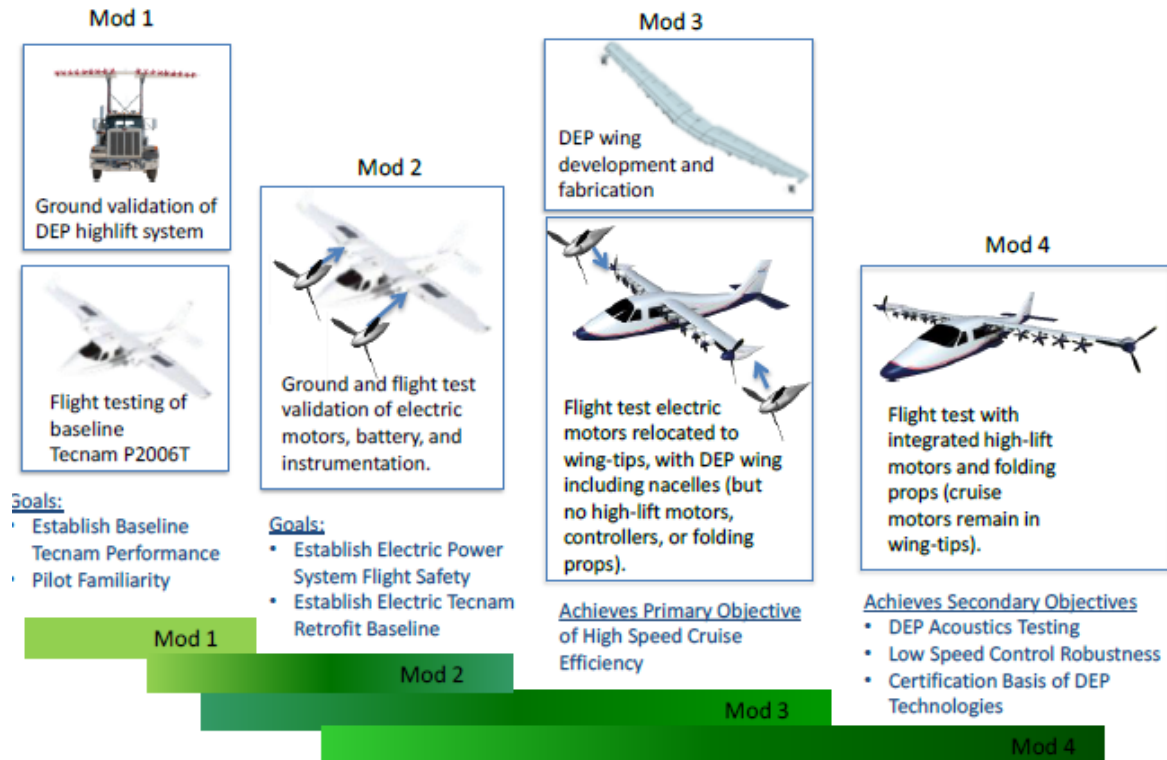 Mod 1
Ground validation of
DEP highlift system
Flight testing of
baseline
Tecnam P2006T
Goals:
• Establish Baseline
Tecnam Performance
• Pilot Familiarity
Mod 2
Ground and flight test
validation of electric
motors, battery, and
instrumentation.
Goals:
• Establish Electric Power
System Flight Safety
• Establish Electric Tecnam
Retrofit Baseline
Mod 3
DEP wing
development and
fabrication
Flight test electric
motors relocated to
wing-tips, with DEP wing
including nacelles (but
no high-lift motors,
controllers, or folding
props).
Achieves Primary Objective
of High Speed Cruise
Efficiency
Mod 4
Flight test with
integrated high-lift
motors and folding
props (cruise
motors remain in
wing-tips).
Achieves Secondary Objectives
• DEP Acoustics Testing
• Low Speed Control Robustness
• Certification Basis of DEP
Technologies
Mod 1
Mod 2
Mod 3
Mod 4